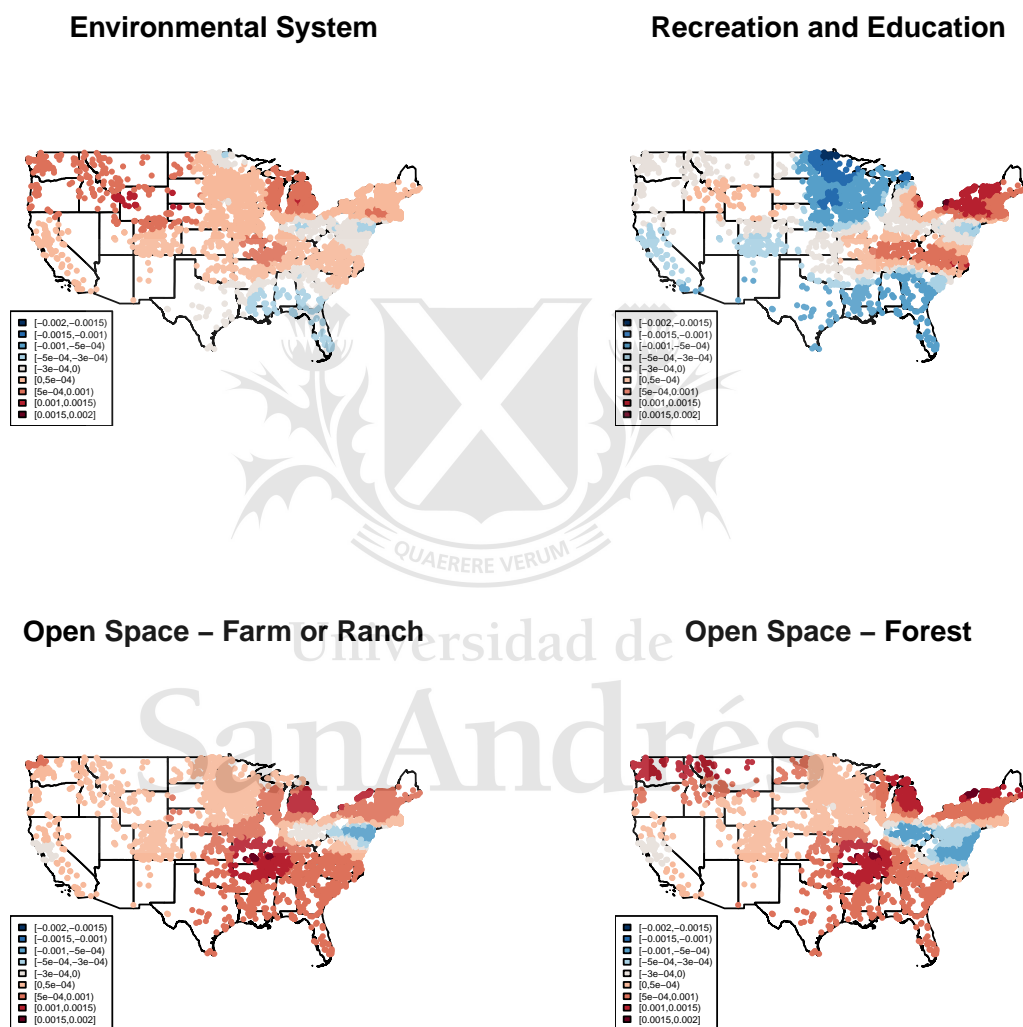 Environmental System
Recreation and Education
[−0.002,−0.0015)
[−0.0015,−0.001)
[−0.001,−5e−04)
[−5e−04,−3e−04)
[−3e−04,0)
[0,5e−04)
[5e−04,0.001)
[0.001,0.0015)
[0.0015,0.002]
[−0.002,−0.0015)
[−0.0015,−0.001)
[−0.001,−5e−04)
[−5e−04,−3e−04)
[−3e−04,0)
[0,5e−04)
[5e−04,0.001)
[0.001,0.0015)
[0.0015,0.002]
QUAERERE VERUM
Open Space – Farm or Ranch
Open Space – Forest
Universidad de
SanAndrés
[−0.002,−0.0015)
[−0.0015,−0.001)
[−0.001,−5e−04)
[−5e−04,−3e−04)
[−3e−04,0)
[0,5e−04)
[5e−04,0.001)
[0.001,0.0015)
[0.0015,0.002]
[−0.002,−0.0015)
[−0.0015,−0.001)
[−0.001,−5e−04)
[−5e−04,−3e−04)
[−3e−04,0)
[0,5e−04)
[5e−04,0.001)
[0.001,0.0015)
[0.0015,0.002]